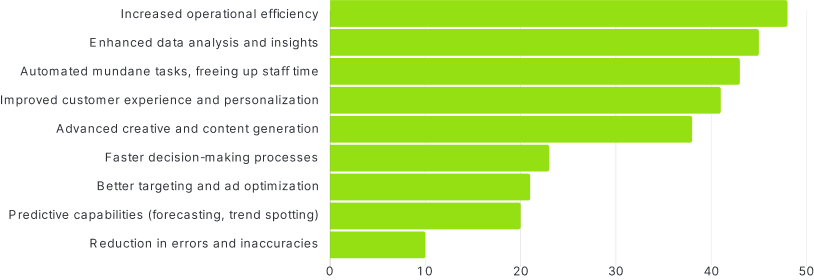 Increased operational efficiency
Enhanced data analysis and insights
Automated mundane tasks, freeing up staff time
Improved customer experience and personalization
Advanced creative and content generation
Faster decision-making processes
Better targeting and ad optimization
Predictive capabilities (forecasting, trend spotting)
Reduction in errors and inaccuracies
0 10 20 30 40 50